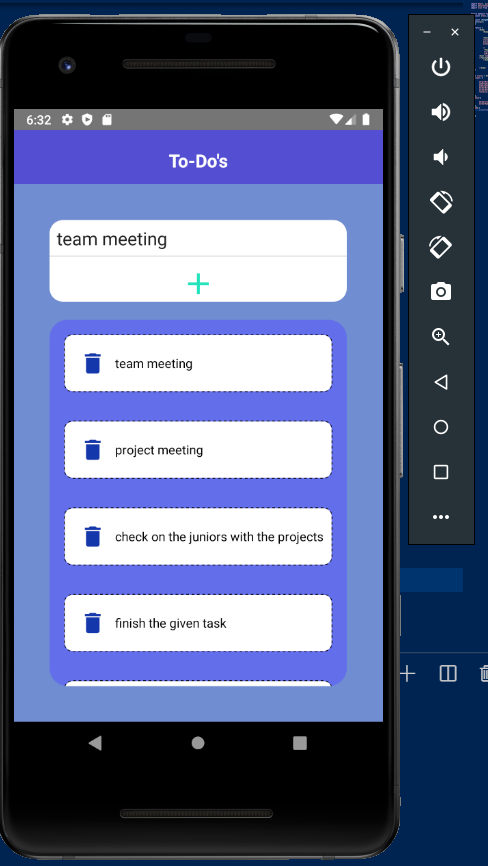 6:32
To-Do's
team meeting
team meeting
project meeting
check on the juniors with the projects
finish the given task